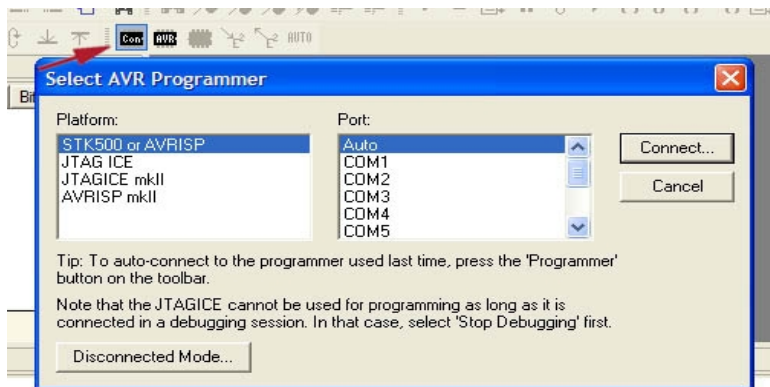 Con
AVR
AUTO
Select AVR Programmer
Bit
Platform:
Port:
STK500 or AVRISP
JTAG ICE
JTAGICE mkII
AVRISP mkII
Auto
COM1
COM2
COM3
COM4
COM5
Connect...
Cancel
Tip: To auto-connect to the programmer used last time, press the 'Programmer'
button on the toolbar.
Note that the JTAGICE cannot be used for programming as long as it is
connected in a debugging session. In that case, select 'Stop Debugging' first.
Disconnected Mode...